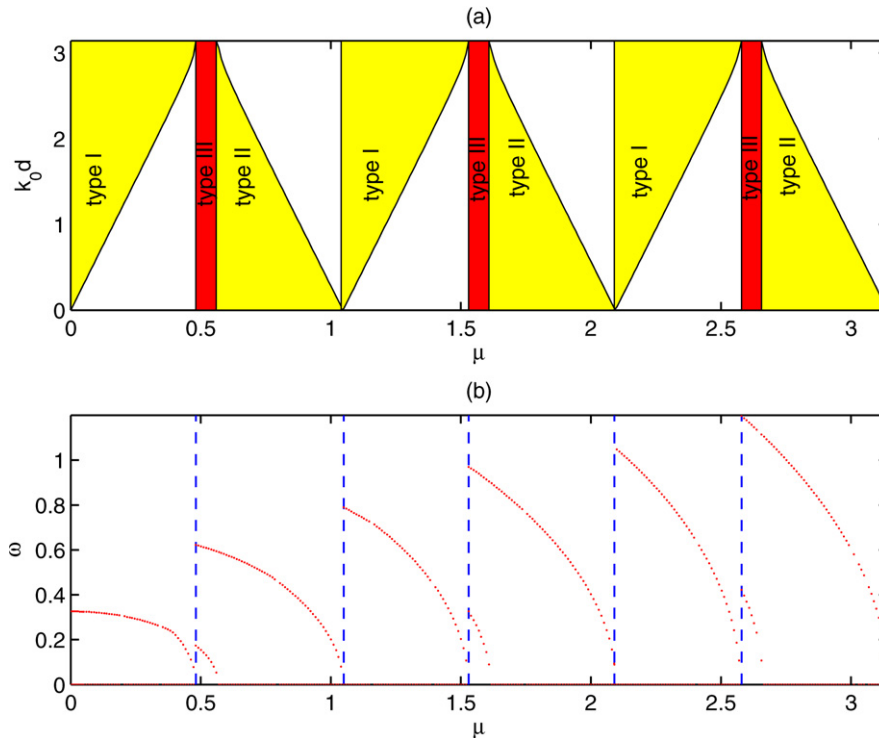 (a)
3
2
1
0
k₀d
type I
type III
type II
type I
type III
type II
type I
type III
type II
0
0.5
1
1.5
2
2.5
3
μ
(b)
1
0.8
0.6
0.4
0.2
0
ω
0
0.5
1
1.5
2
2.5
3
μ